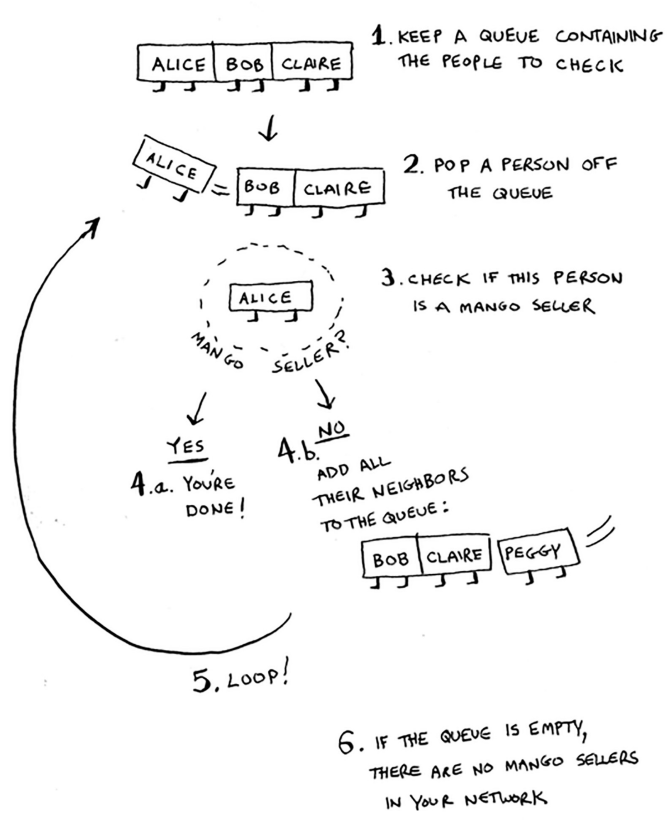 ALICE BOB CLAIRE
1. KEEP A QUEUE CONTAINING
THE PEOPLE TO CHECK
ALICE
BOB CLAIRE
2. POP A PERSON OFF
THE QUEUE
ALICE
MANGO SELLER?
3. CHECK IF THIS PERSON
IS A MANGO SELLER
YES
4.a. YOU'RE
DONE!
NO
4.b.
ADD ALL
THEIR NEIGHBORS
TO THE QUEUE:
BOB CLAIRE PEGGY
5. LOOP!
6. IF THE QUEUE IS EMPTY,
THERE ARE NO MANGO SELLERS
IN YOUR NETWORK